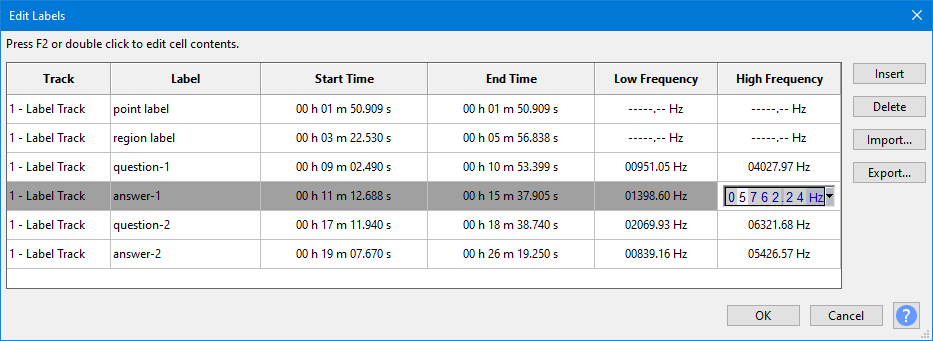 Edit Labels
Press F2 or double click to edit cell contents.
Track Label Start Time End Time Low Frequency High Frequency Insert
1 - Label Track point label 00 h 01 m 50.909 s 00 h 01 m 50.909 s -----.-- Hz -----.-- Hz Delete
1 - Label Track region label 00 h 03 m 22.530 s 00 h 05 m 56.838 s -----.-- Hz -----.-- Hz Import...
1 - Label Track question-1 00 h 09 m 02.490 s 00 h 10 m 53.399 s 00951.05 Hz 04027.97 Hz Export...
1 - Label Track answer-1 00 h 11 m 12.688 s 00 h 15 m 37.905 s 01398.60 Hz 05762.24 Hz
1 - Label Track question-2 00 h 17 m 11.940 s 00 h 18 m 38.740 s 02069.93 Hz 06321.68 Hz
1 - Label Track answer-2 00 h 19 m 07.670 s 00 h 26 m 19.250 s 00839.16 Hz 05426.57 Hz
OK Cancel ?